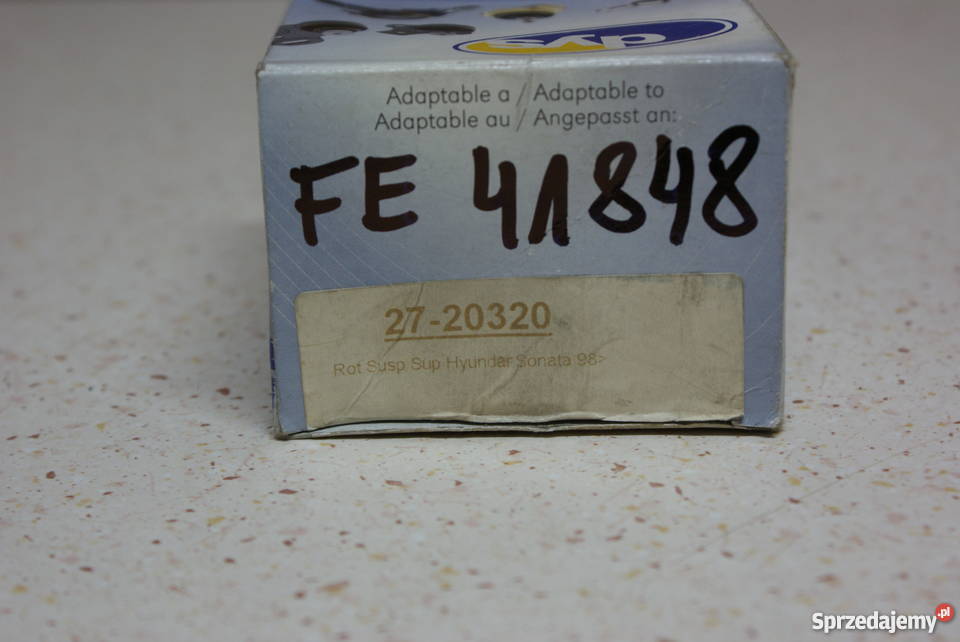 dys
Adaptable a / Adaptable to
Adaptable au / Angepasst an:
FE 41848
27-20320
Rot Susp Sup Hyundai Sonata 98>
Sprzedajemy.pl